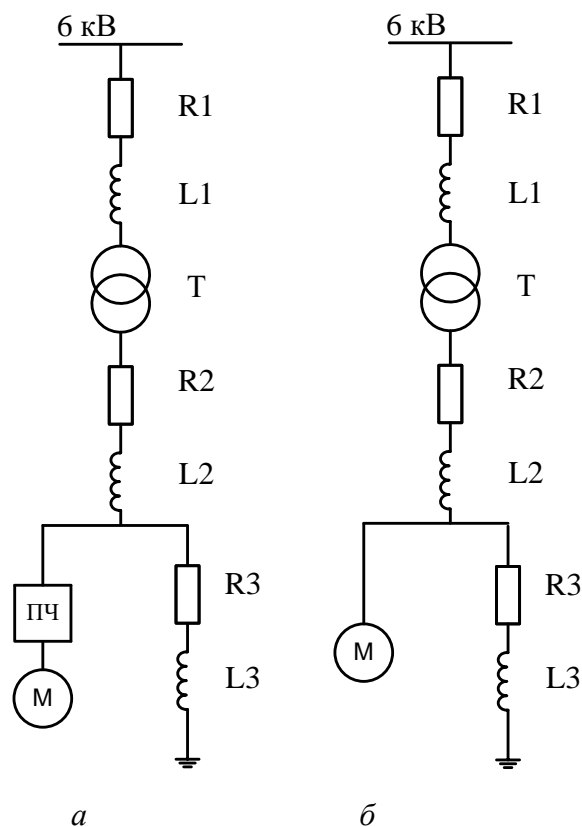 6 кВ 6 кВ
R1 R1
L1 L1
Т Т
R2 R2
L2 L2
ПЧ R3 R3
М L3 М L3
а б